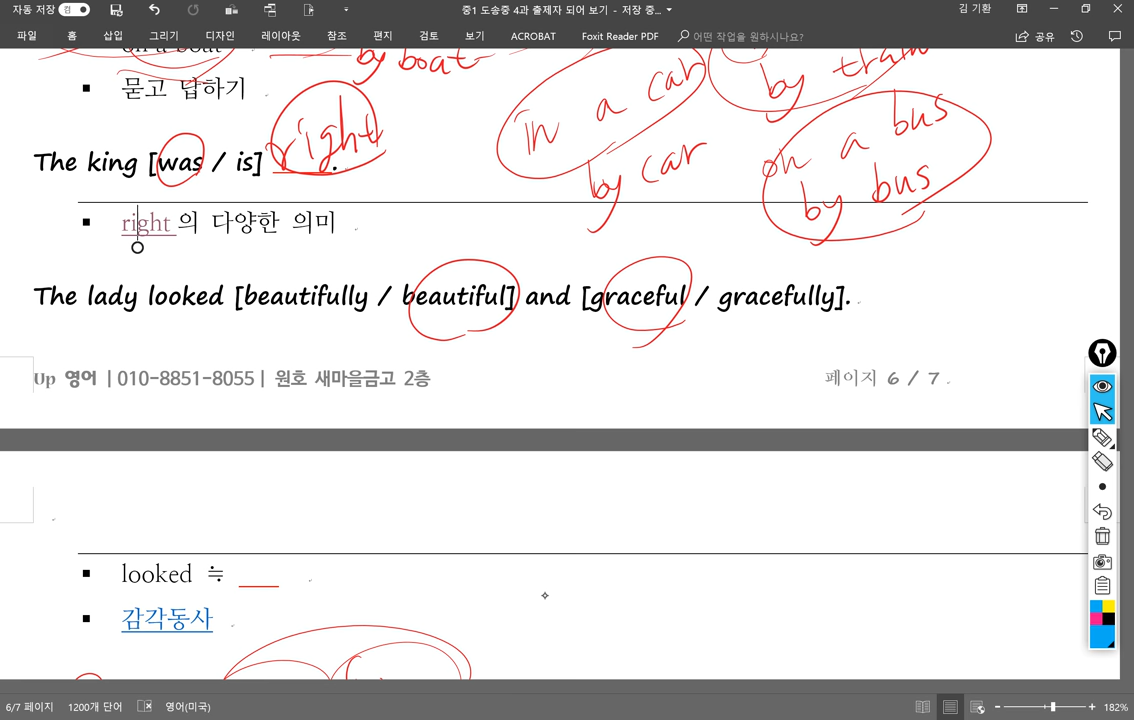 자동 저장 컴
중1 도송중 4과 출제자 되어 보기 - 저장 중...
김 기환
파일 홈 삽입 그리기 디자인 레이아웃 참조 편지 검토 보기 ACROBAT Foxit Reader PDF 어떤 작업을 원하시나요? 공유
on a boat
by boat
in a car
by train
묻고 답하기
on a bus
right
The king [was / is] .
by car
by bus
right 의 다양한 의미
The lady looked [beautifully / beautiful] and [graceful / gracefully].
Up 영어 | 010-8851-8055 | 원호 새마을금고 2층
페이지 6 / 7
looked ≒
감각동사
6/7 페이지 1200개 단어 영어(미국) 182%